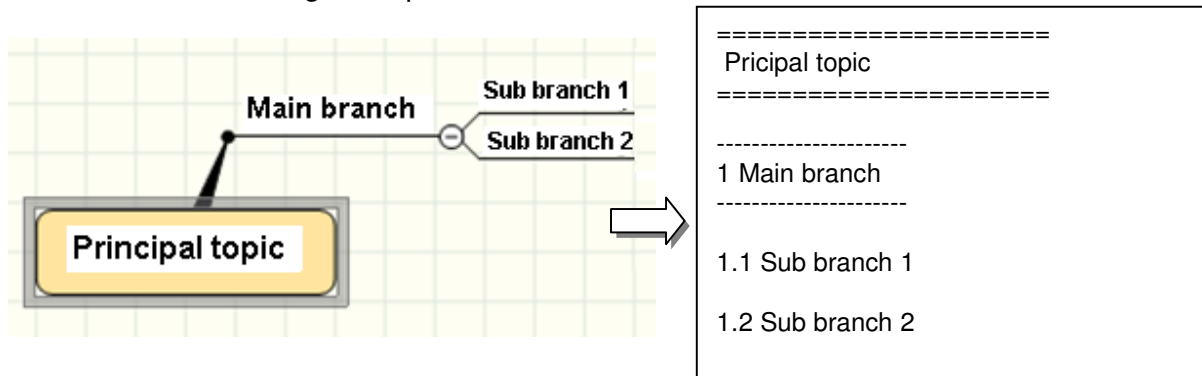 Main branch
Sub branch 1
Sub branch 2
Principal topic
======================
Pricipal topic
======================
----------------------
1 Main branch
----------------------
1.1 Sub branch 1
1.2 Sub branch 2